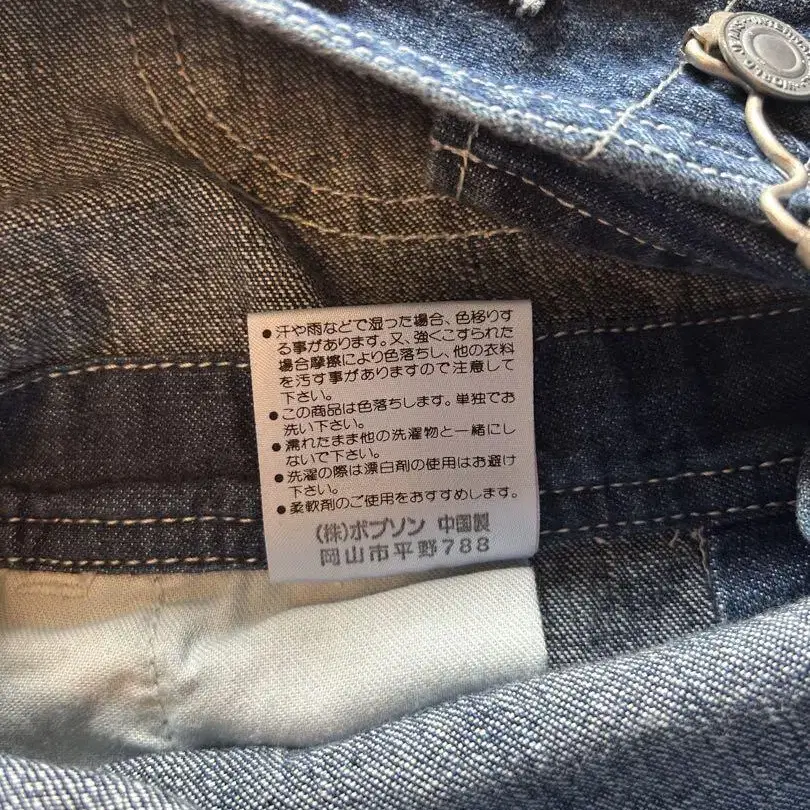 ●汗や雨などで湿った場合、色移りす
る事があります。又、強くこすられた
場合摩擦により色落ちし、他の衣料
を汚す事がありますので注意して
下さい。
●この商品は色落ちします。単独でお
洗い下さい。
●濡れたまま他の洗濯物と一緒にし
ないで下さい。
●洗濯の際は漂白剤の使用はお避け
下さい。
●柔軟剤のご使用をおすすめします。
(株)ボブソン 中国製
岡山市平野788